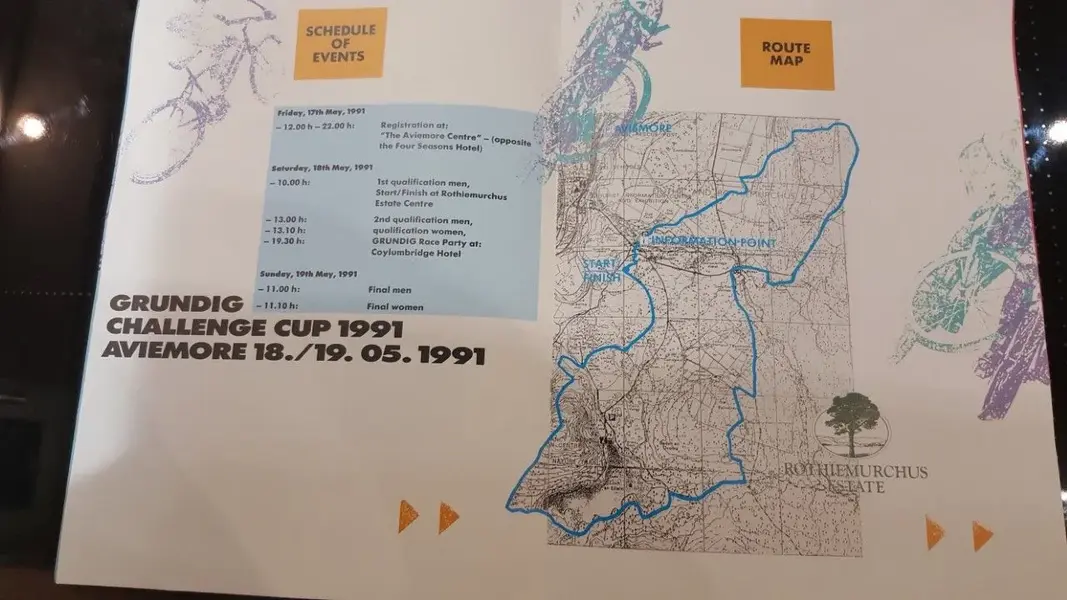 SCHEDULE
OF
EVENTS
Friday, 17th May, 1991
– 12.00 h – 22.00 h:
Registration at:
"The Aviemore Centre" – (opposite
the Four Seasons Hotel)
Saturday, 18th May, 1991
– 10.00 h:
1st qualification men,
Start/Finish at Rothiemurchus
Estate Centre
– 13.00 h:
2nd qualification men,
– 13.10 h:
qualification women,
– 19.30 h:
GRUNDIG Race Party at:
Coylumbridge Hotel
Sunday, 19th May, 1991
– 11.00 h:
Final men
– 11.10 h:
Final women
GRUNDIG
CHALLENGE CUP 1991
AVIEMORE 18./19. 05. 1991
ROUTE
MAP
AVIEMORE
INFORMATION POINT
START
FINISH
ROTHIEMURCHUS
ESTATE